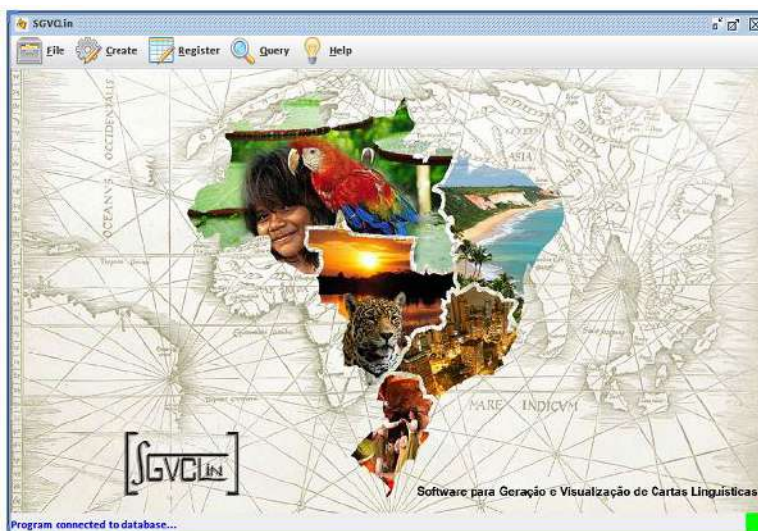 SGVCLin
File Create Register Query Help
OCEANVS OCCIDENTALIS
ASIA
MARE INDICVM
[SGVCLin]
Software para Geração e Visualização de Cartas Linguísticas
Program connected to database...